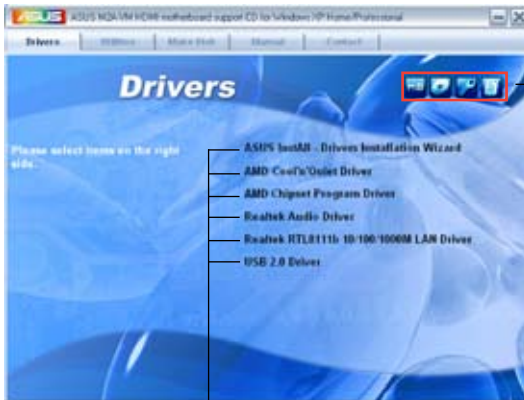 ASUS M2A-VM HDMI motherboard support CD for Windows XP Home/Professional
Drivers
Utilities
Make Disk
Manual
Contact
Drivers
Please select items on the right
side.
ASUS InstAll - Drivers Installation Wizard
AMD Cool'n'Quiet Driver
AMD Chipset Program Driver
Realtek Audio Driver
Realtek RTL8111b 10/100/1000M LAN Driver
USB 2.0 Driver